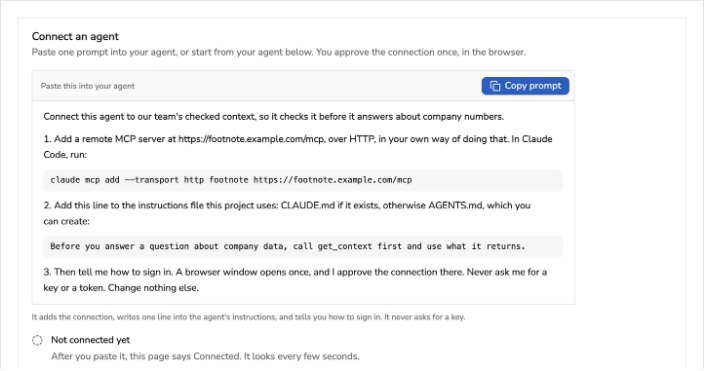 Connect an agent
Paste one prompt into your agent, or start from your agent below. You approve the connection once, in the browser.
Paste this into your agent
Copy prompt
Connect this agent to our team's checked context, so it checks it before it answers about company numbers.
1. Add a remote MCP server at https://footnote.example.com/mcp, over HTTP, in your own way of doing that. In Claude
Code, run:
claude mcp add --transport http footnote https://footnote.example.com/mcp
2. Add this line to the instructions file this project uses: CLAUDE.md if it exists, otherwise AGENTS.md, which you
can create:
Before you answer a question about company data, call get_context first and use what it returns.
3. Then tell me how to sign in. A browser window opens once, and I approve the connection there. Never ask me for a
key or a token. Change nothing else.
It adds the connection, writes one line into the agent's instructions, and tells you how to sign in. It never asks for a key.
Not connected yet
After you paste it, this page says Connected. It looks every few seconds.